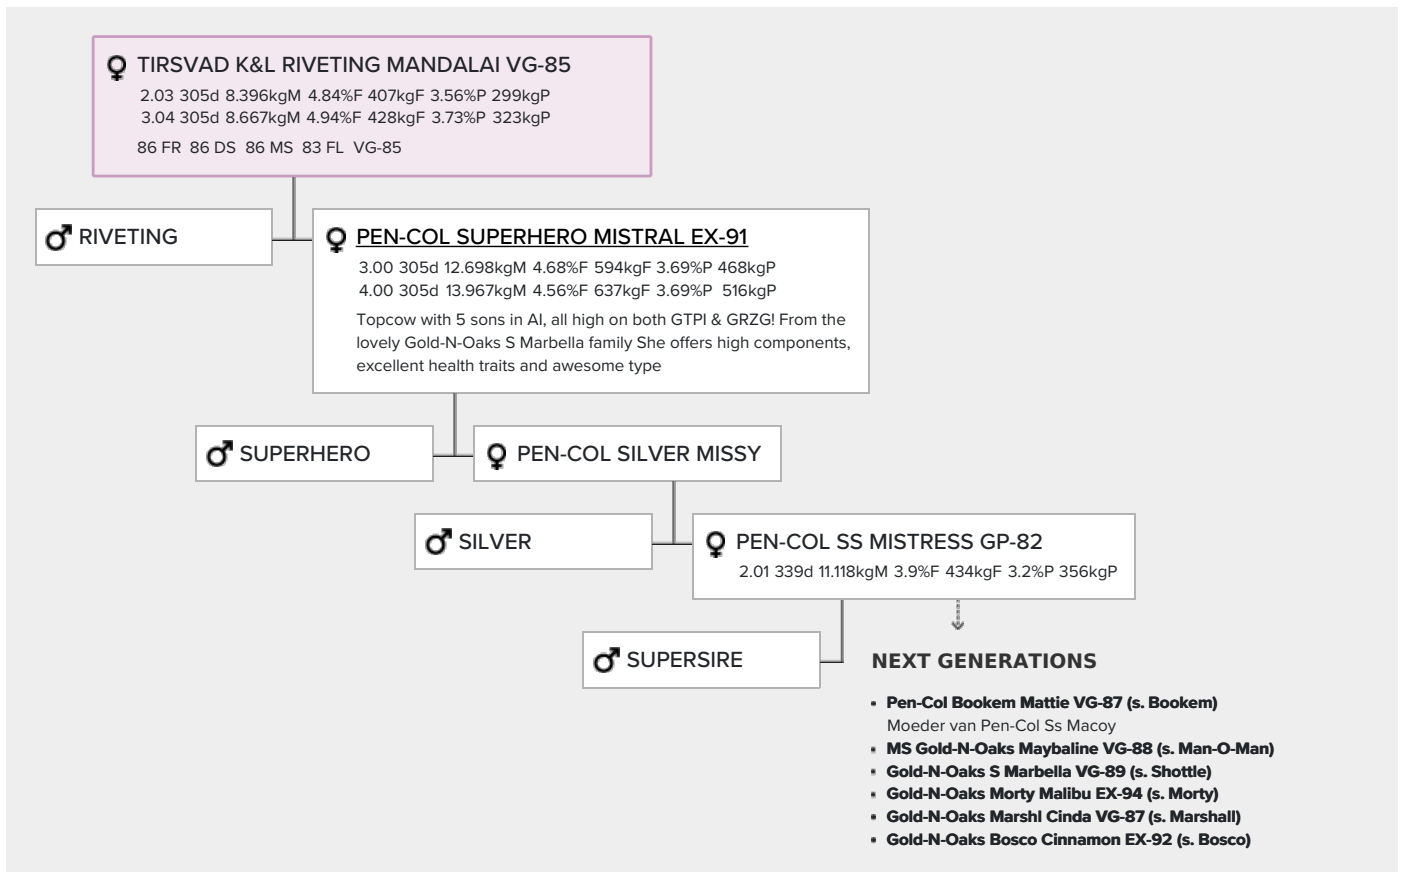 TIRSVAD K&L RIVETING MANDALAI VG-85
2.03 305d 8.396kgM 4.84%F 407kgF 3.56%P 299kgP
3.04 305d 8.667kgM 4.94%F 428kgF 3.73%P 323kgP
86 FR 86 DS 86 MS 83 FL VG-85
RIVETING
PEN-COL SUPERHERO MISTRAL EX-91
3.00 305d 12.698kgM 4.68%F 594kgF 3.69%P 468kgP
4.00 305d 13.967kgM 4.56%F 637kgF 3.69%P 516kgP
Topcow with 5 sons in AI, all high on both GTPI & GRZG! From the
lovely Gold-N-Oaks S Marbella family She offers high components,
excellent health traits and awesome type
SUPERHERO
PEN-COL SILVER MISSY
SILVER
PEN-COL SS MISTRESS GP-82
2.01 339d 11.118kgM 3.9%F 434kgF 3.2%P 356kgP
SUPERSIRE
NEXT GENERATIONS
Pen-Col Bookem Mattie VG-87 (s. Bookem)
Moeder van Pen-Col Ss Macoy
MS Gold-N-Oaks Maybaline VG-88 (s. Man-O-Man)
Gold-N-Oaks S Marbella VG-89 (s. Shottle)
Gold-N-Oaks Morty Malibu EX-94 (s. Morty)
Gold-N-Oaks Marshl Cinda VG-87 (s. Marshall)
Gold-N-Oaks Bosco Cinnamon EX-92 (s. Bosco)